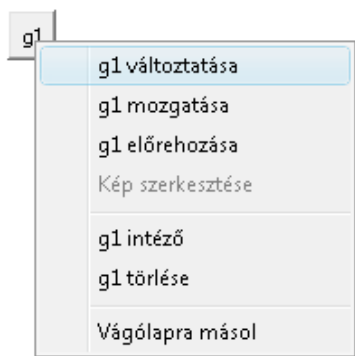 g1
g1 változtatása
g1 mozgatása
g1 előrehozása
Kép szerkesztése
g1 intéző
g1 törlése
Vágólapra másol